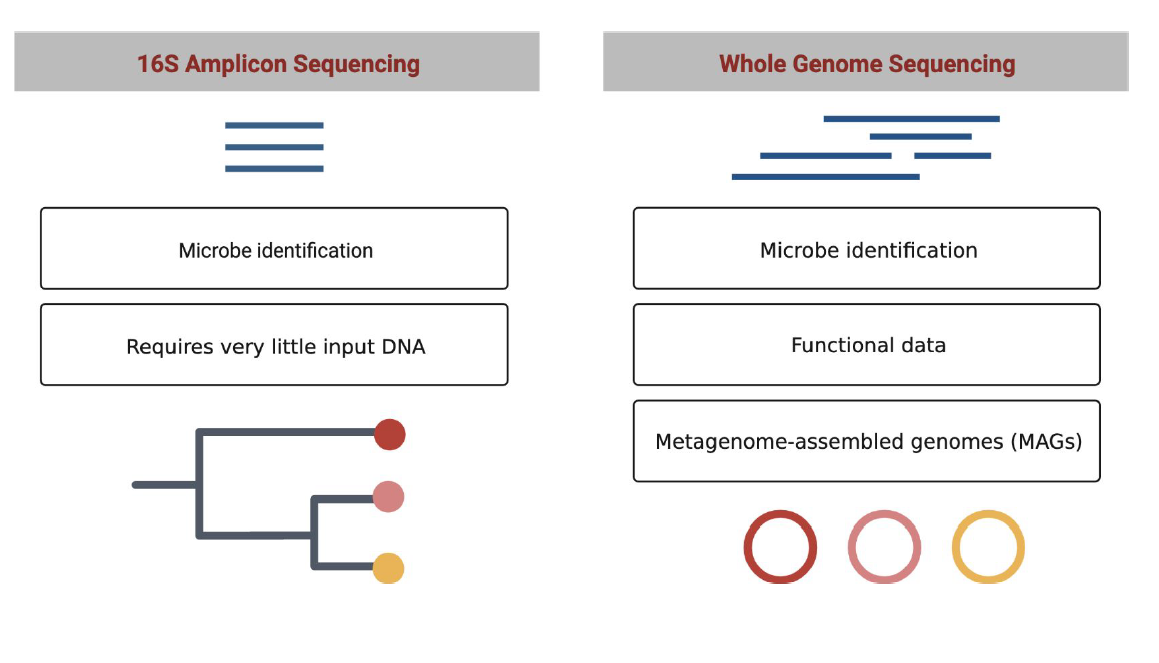 16S Amplicon Sequencing
Microbe identification
Requires very little input DNA
Whole Genome Sequencing
Microbe identification
Functional data
Metagenome-assembled genomes (MAGs)